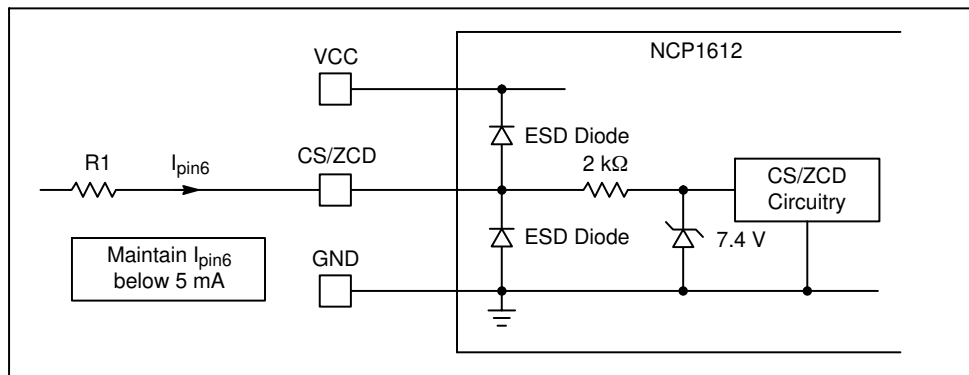 NCP1612
VCC
ESD Diode
R1
Ipin6
CS/ZCD
2 kΩ
CS/ZCD
Circuitry
ESD Diode
7.4 V
Maintain Ipin6
below 5 mA
GND